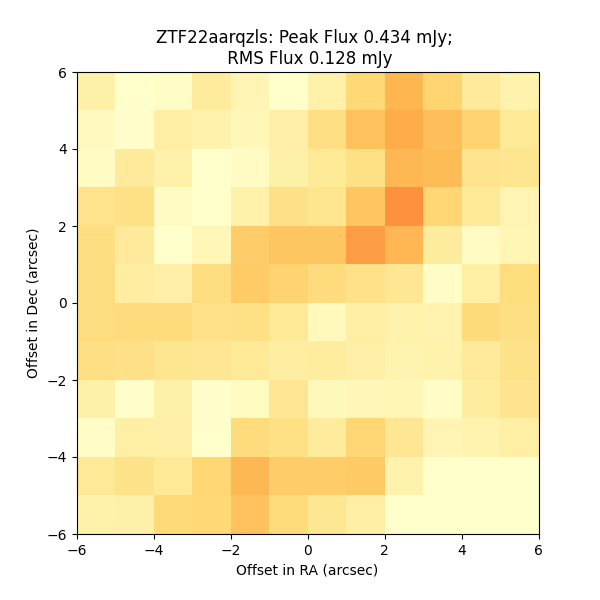 ZTF22aarqzls: Peak Flux 0.434 mJy;
RMS Flux 0.128 mJy
6
4
2
0
−2
−4
−6
Offset in Dec (arcsec)
−6 −4 −2 0 2 4 6
Offset in RA (arcsec)